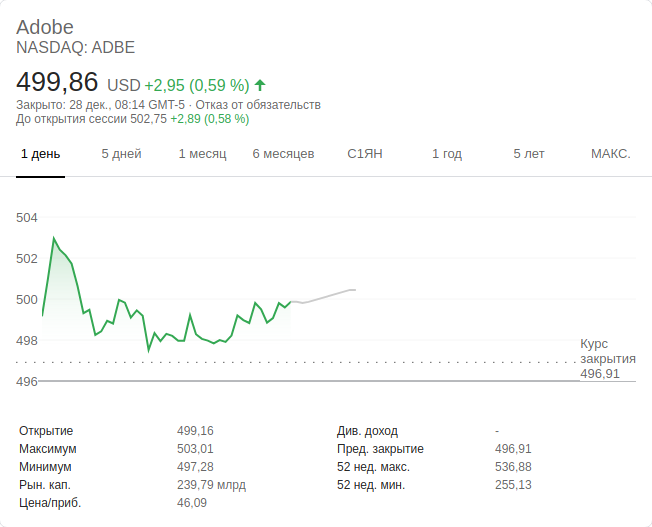 Adobe
NASDAQ: ADBE
499,86 USD +2,95 (0,59 %)
Закрыто: 28 дек., 08:14 GMT-5 · Отказ от обязательств
До открытия сессии 502,75 +2,89 (0,58 %)
1 день 5 дней 1 месяц 6 месяцев С1ЯН 1 год 5 лет МАКС.
504
502
500
498
496
Курс
закрытия
496,91
Открытие 499,16 Див. доход -
Максимум 503,01 Пред. закрытие 496,91
Минимум 497,28 52 нед. макс. 536,88
Рын. кап. 239,79 млрд 52 нед. мин. 255,13
Цена/приб. 46,09